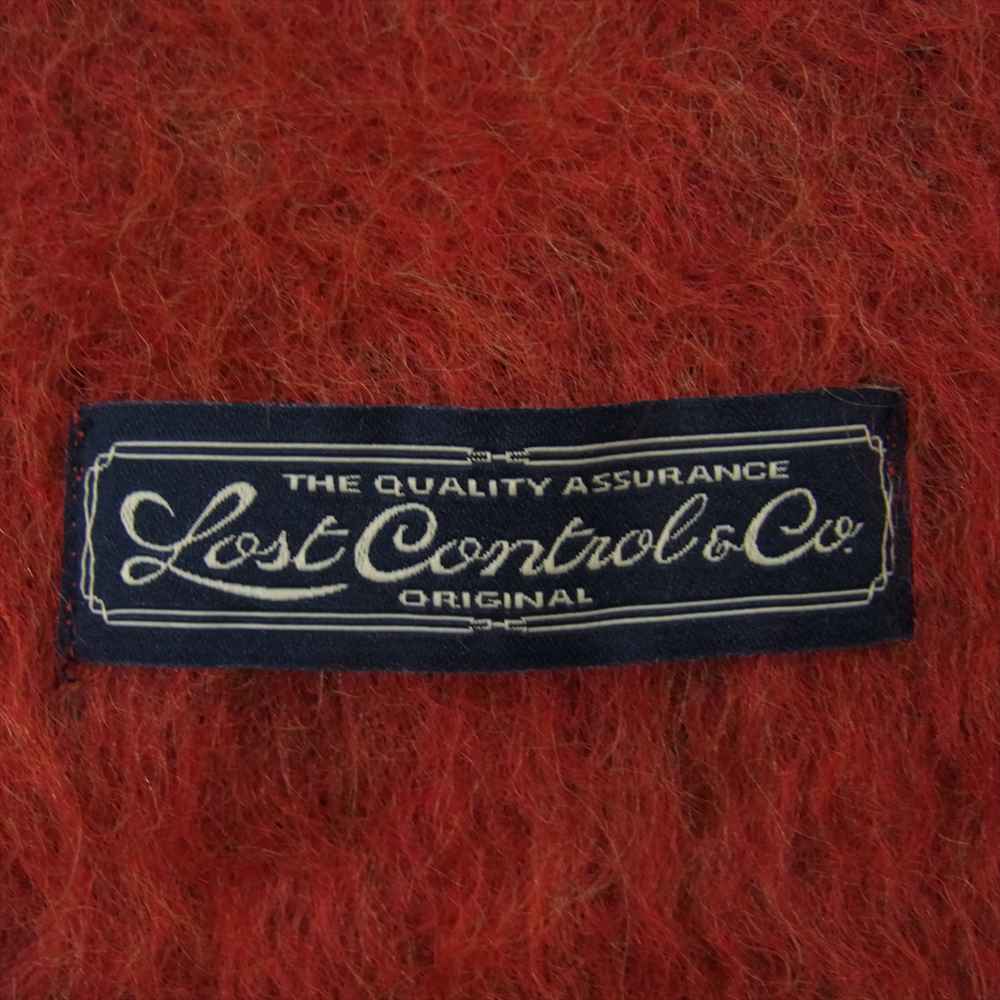 THE QUALITY ASSURANCE
Lost Control & Co.
ORIGINAL